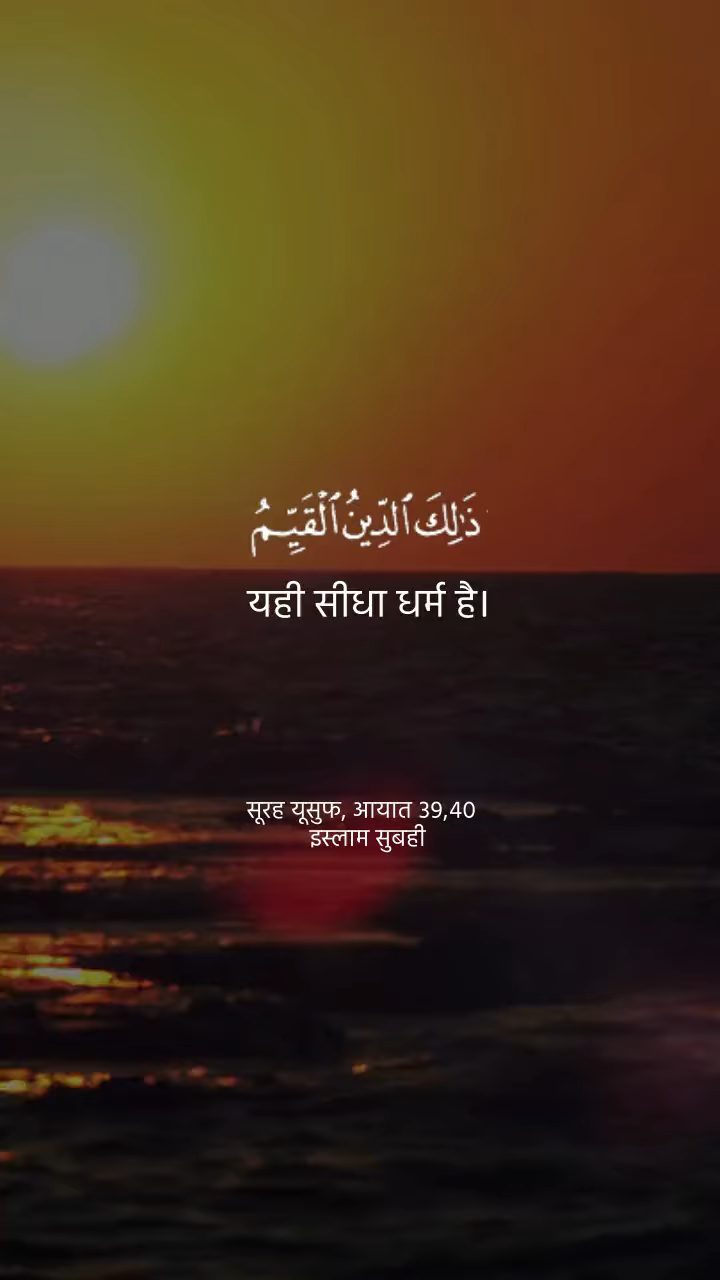 ذَٰلِكَ ٱلدِّينُ ٱلْقَيِّمُ
यही सीधा धर्म है।
सूरह यूसुफ, आयात 39,40
इस्लाम सुबही